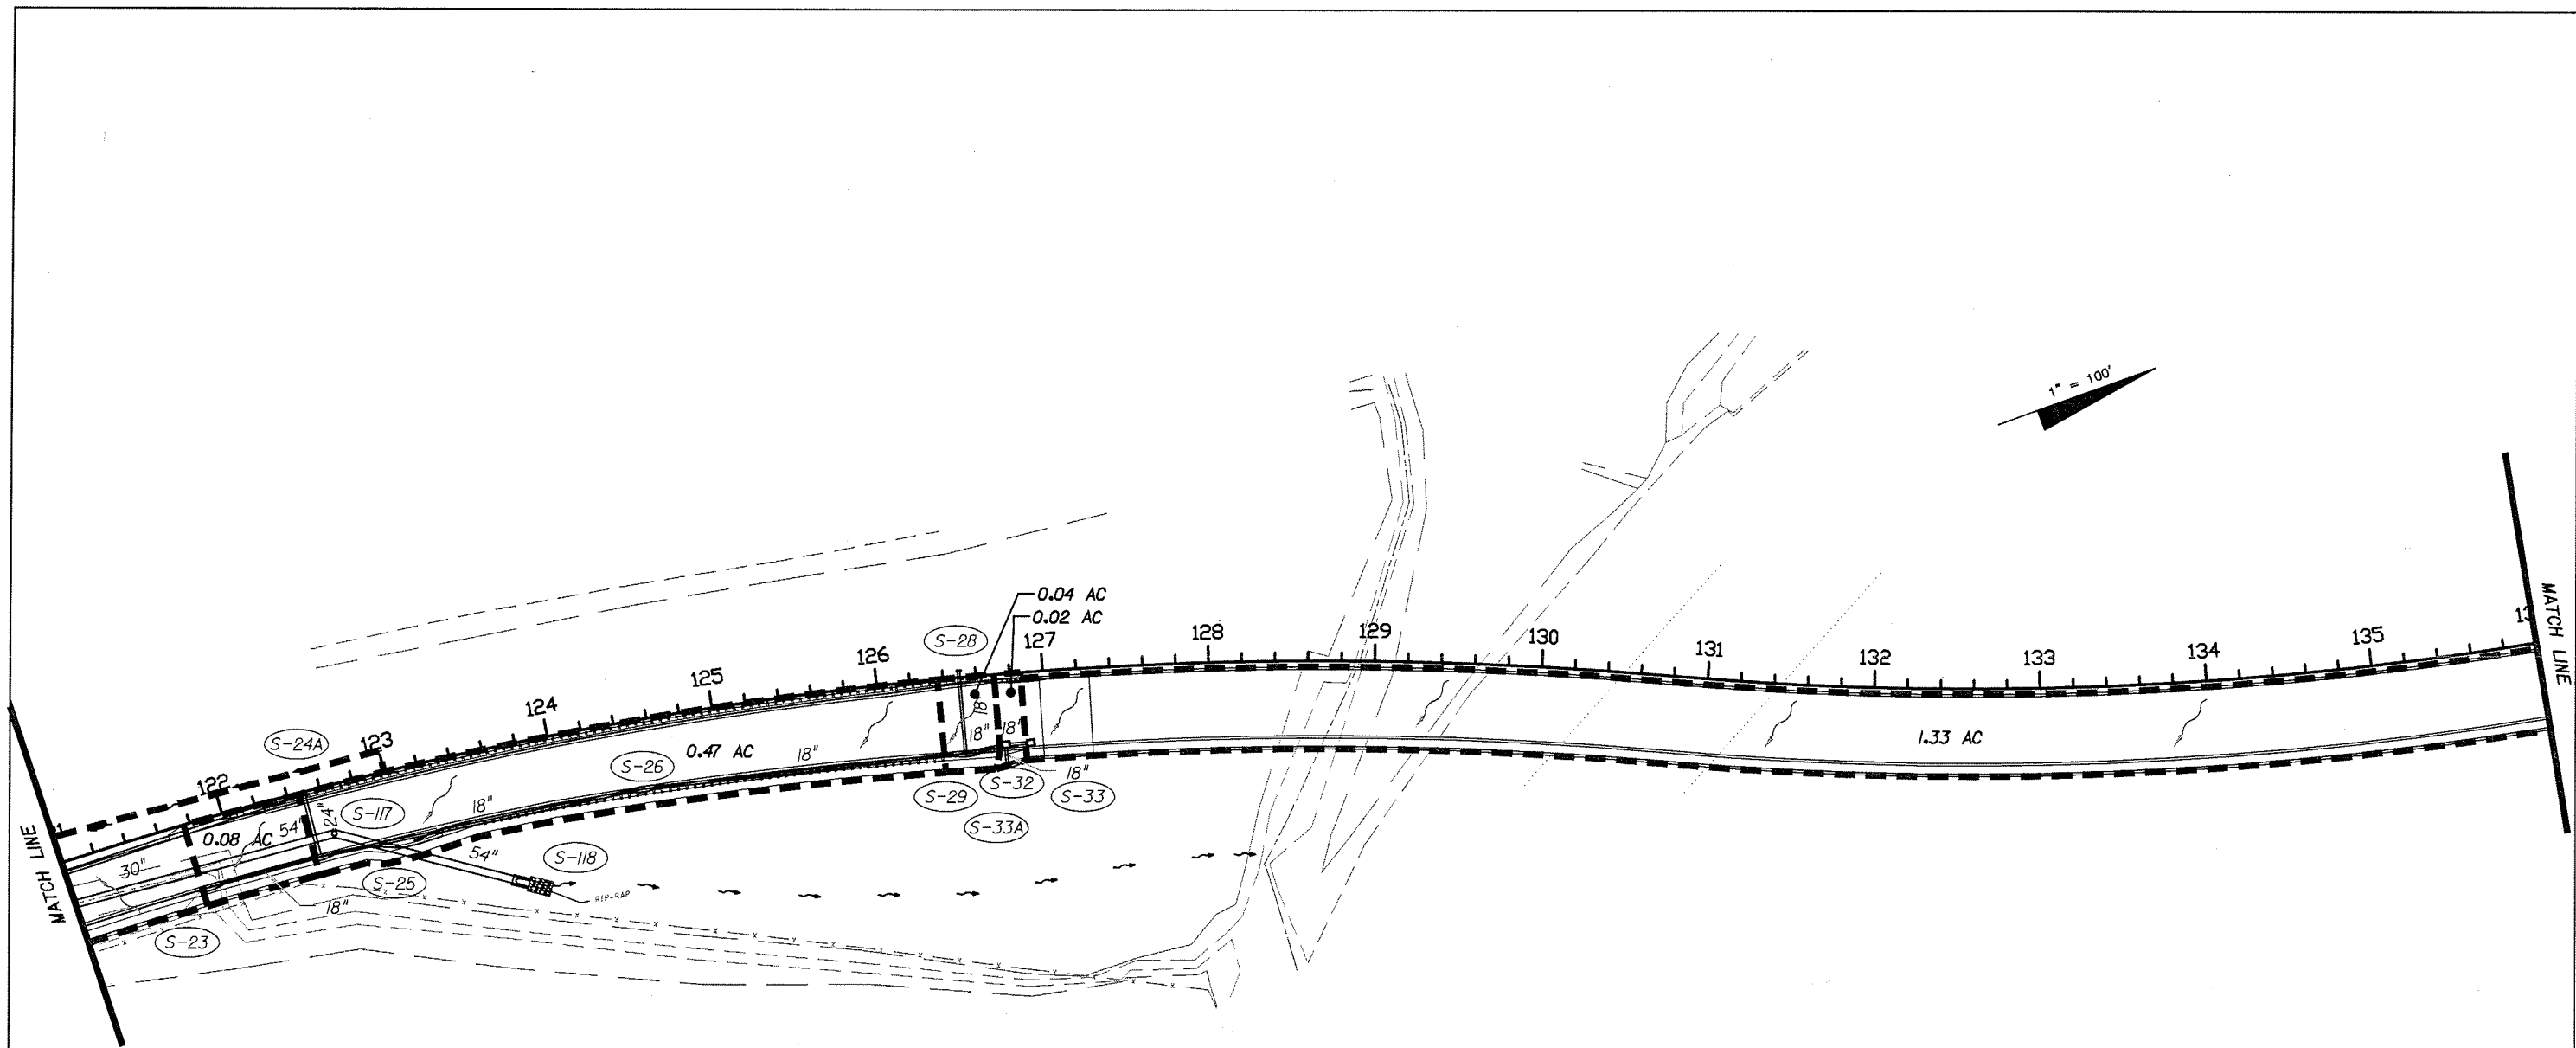 1" = 100'
0.04 AC
0.02 AC
S-28
127
128
129
130
131
132
133
134
135
13
MATCH LINE
126
125
124
123
122
S-24A
18"
18"
18"
0.47 AC
18"
S-26
18"
1.33 AC
S-29
S-32
18"
S-33
S-33A
S-117
24"
54"
0.08 AC
30"
MATCH LINE
54"
S-118
S-25
RIP-RAP
18"
S-23